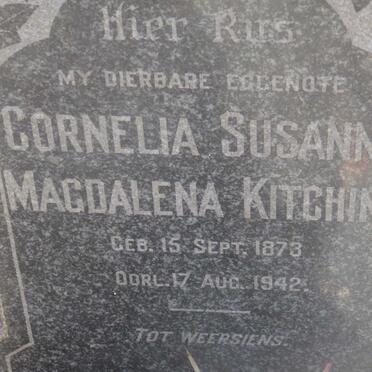 Hier Rus
MY DIERBARE EGGENOTE
CORNELIA SUSANN
MAGDALENA KITCHIN
GEB. 15 SEPT. 1873
OORL. 17 AUG. 1942.
TOT WEERSIENS.